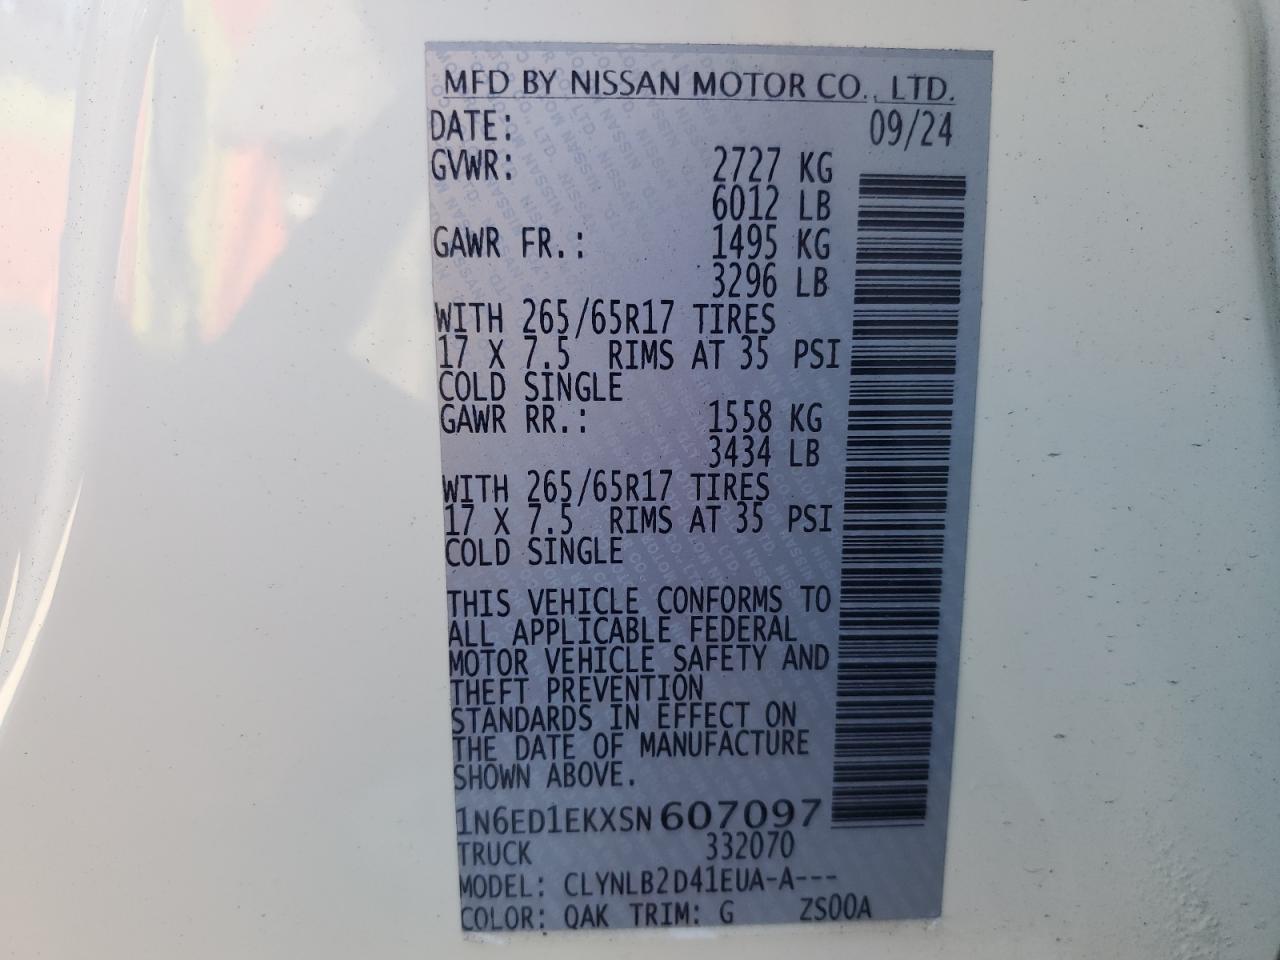 MFD BY NISSAN MOTOR CO., LTD.
DATE: 09/24
GVWR: 2727 KG
6012 LB
GAWR FR.: 1495 KG
3296 LB
WITH 265/65R17 TIRES
17 X 7.5 RIMS AT 35 PSI
COLD SINGLE
GAWR RR.: 1558 KG
3434 LB
WITH 265/65R17 TIRES
17 X 7.5 RIMS AT 35 PSI
COLD SINGLE
THIS VEHICLE CONFORMS TO
ALL APPLICABLE FEDERAL
MOTOR VEHICLE SAFETY AND
THEFT PREVENTION
STANDARDS IN EFFECT ON
THE DATE OF MANUFACTURE
SHOWN ABOVE.
1N6ED1EKXSN607097
TRUCK 332070
MODEL: CLYNLB2D41EUA-A---
COLOR: QAK TRIM: G ZS00A